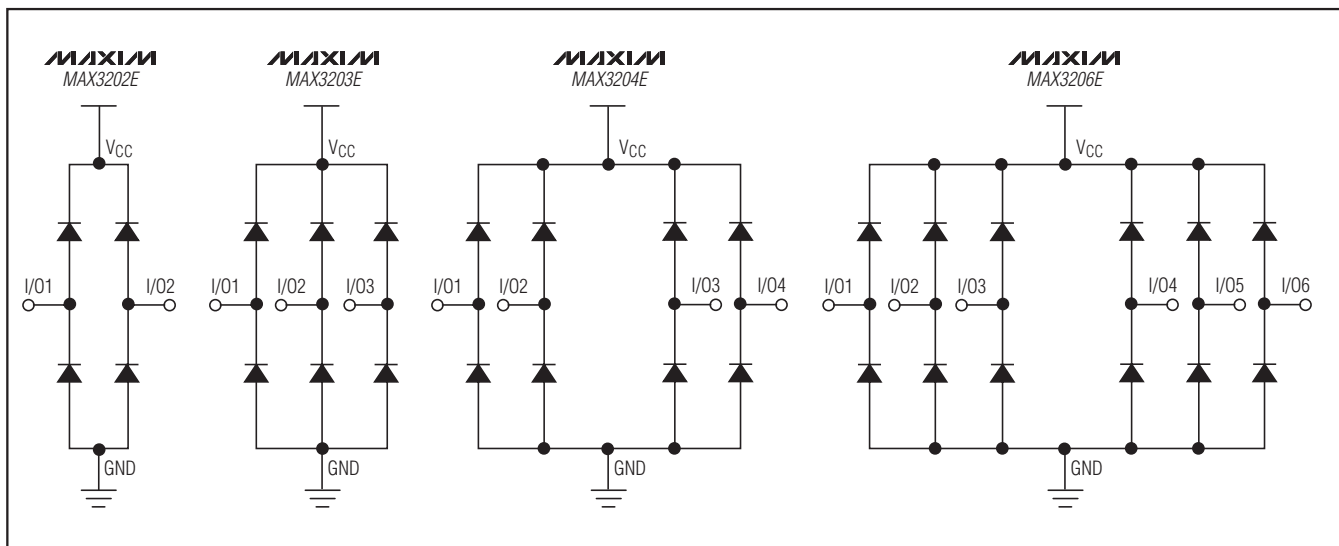 MAXIM
MAX3202E
VCC
I/O1
I/O2
GND
MAXIM
MAX3203E
VCC
I/O1
I/O2
I/O3
GND
MAXIM
MAX3204E
VCC
I/O1
I/O2
I/O3
I/O4
GND
MAXIM
MAX3206E
VCC
I/O1
I/O2
I/O3
I/O4
I/O5
I/O6
GND